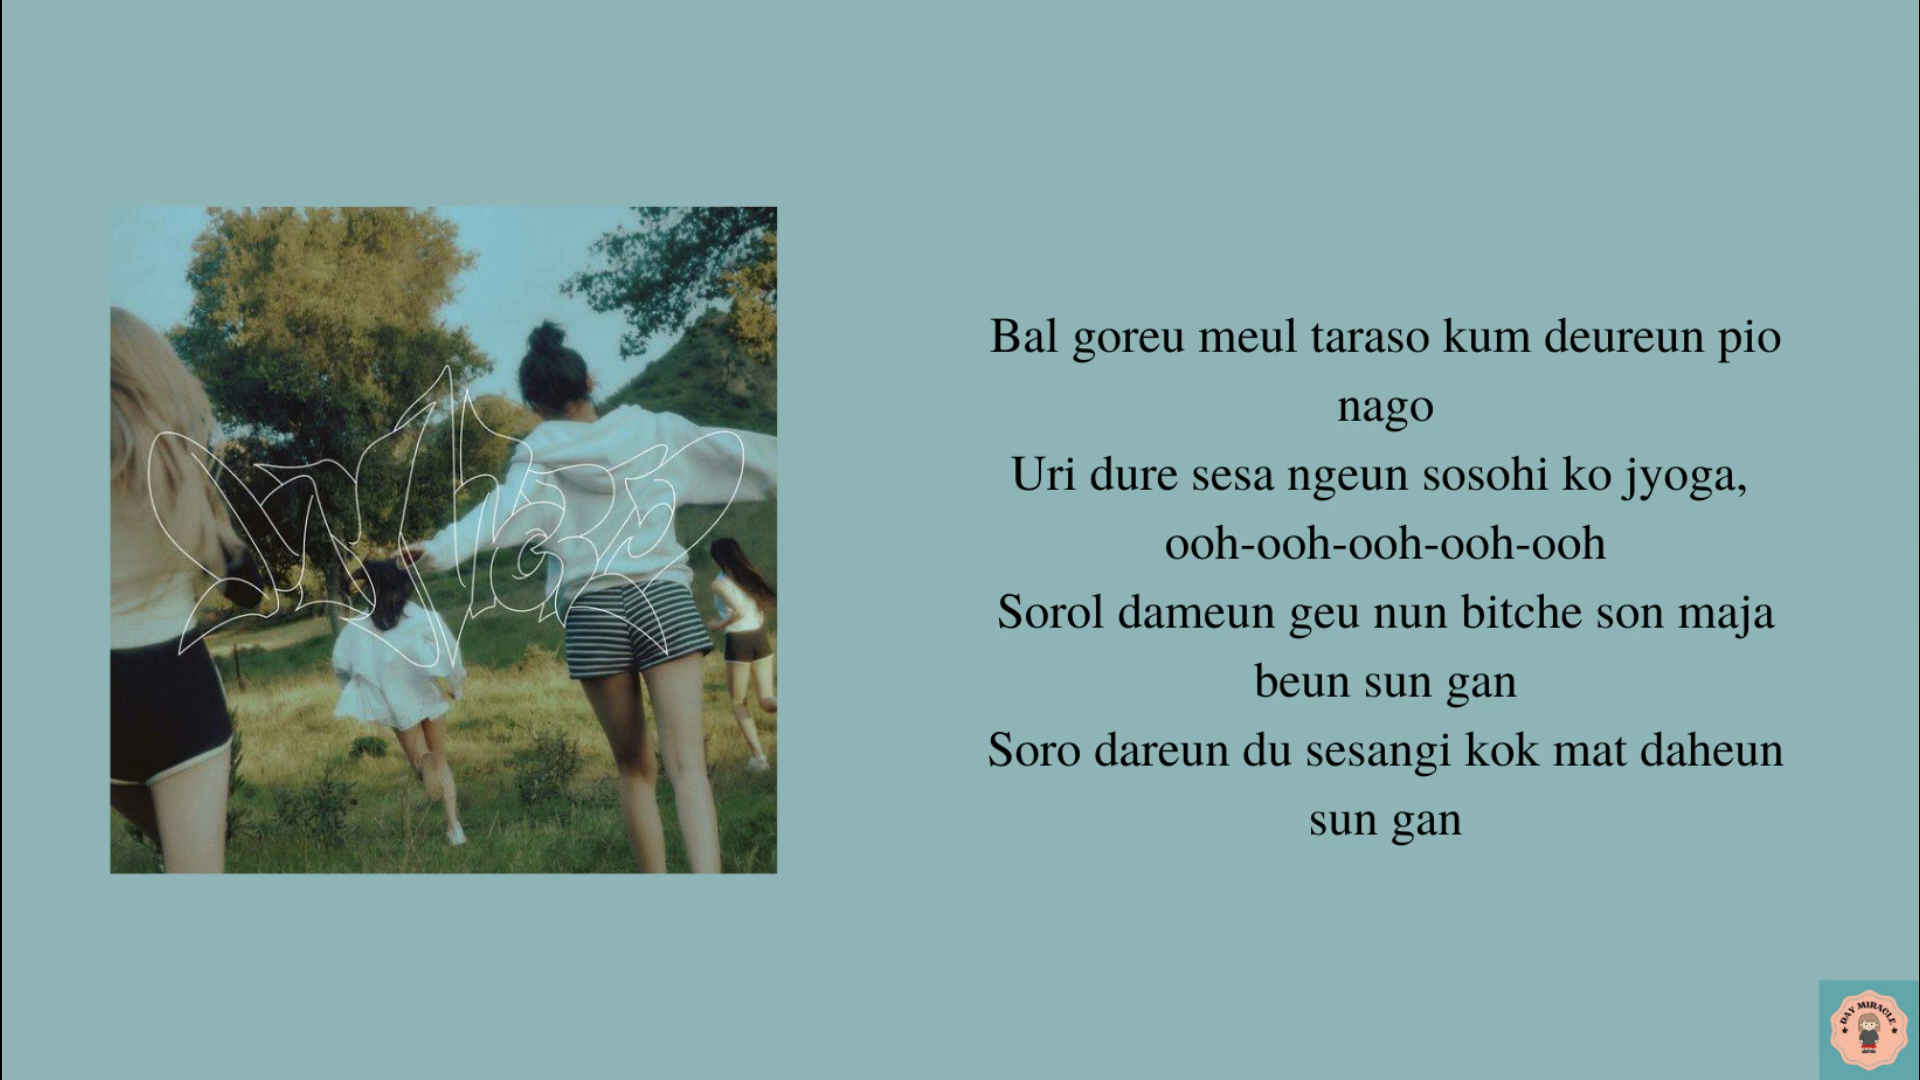 Bal goreu meul taraso kum deureun pio
nago
Uri dure sesa ngeun sosohi ko jyoga,
ooh-ooh-ooh-ooh-ooh
Sorol dameun geu nun bitche son maja
beun sun gan
Soro dareun du sesangi kok mat daheun
sun gan
DAY MIRACLE